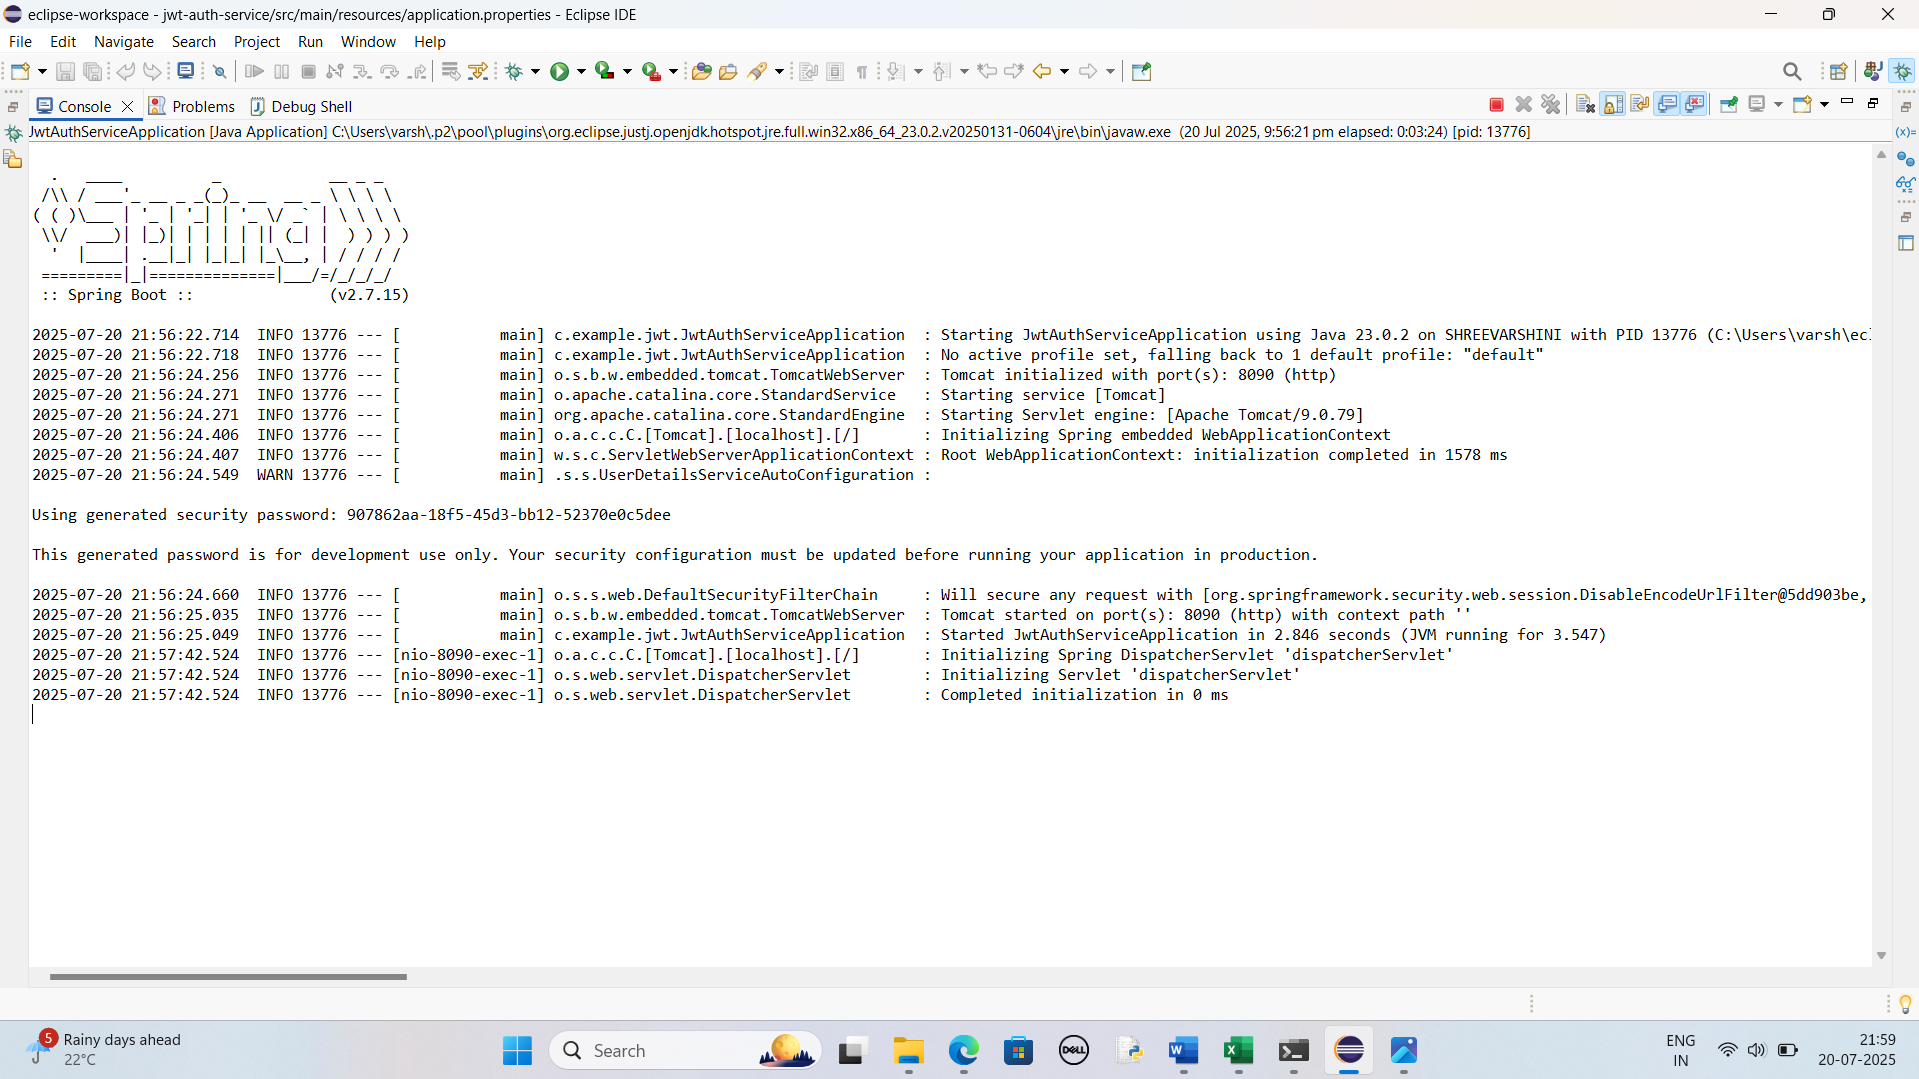 eclipse-workspace - jwt-auth-service/src/main/resources/application.properties - Eclipse IDE
File Edit Navigate Search Project Run Window Help
Console Problems Debug Shell
JwtAuthServiceApplication [Java Application] C:\Users\varsh\.p2\pool\plugins\org.eclipse.justj.openjdk.hotspot.jre.full.win32.x86_64_23.0.2.v20250131-0604\jre\bin\javaw.exe (20 Jul 2025, 9:56:21 pm elapsed: 0:03:24) [pid: 13776]
  .   ____          _            __ _ _
 /\\ / ___'_ __ _ _(_)_ __  __ _ \ \ \ \
( ( )\___ | '_ | '_| | '_ \/ _` | \ \ \ \
 \\/  ___)| |_)| | | | | || (_| |  ) ) ) )
  '  |____| .__|_| |_|_| |_\__, | / / / /
 =========|_|==============|___/=/_/_/_/
 :: Spring Boot ::                (v2.7.15)
2025-07-20 21:56:22.714  INFO 13776 --- [           main] c.example.jwt.JwtAuthServiceApplication  : Starting JwtAuthServiceApplication using Java 23.0.2 on SHREEVARSHINI with PID 13776 (C:\Users\varsh\ecl
2025-07-20 21:56:22.718  INFO 13776 --- [           main] c.example.jwt.JwtAuthServiceApplication  : No active profile set, falling back to 1 default profile: "default"
2025-07-20 21:56:24.256  INFO 13776 --- [           main] o.s.b.w.embedded.tomcat.TomcatWebServer  : Tomcat initialized with port(s): 8090 (http)
2025-07-20 21:56:24.271  INFO 13776 --- [           main] o.apache.catalina.core.StandardService   : Starting service [Tomcat]
2025-07-20 21:56:24.271  INFO 13776 --- [           main] org.apache.catalina.core.StandardEngine  : Starting Servlet engine: [Apache Tomcat/9.0.79]
2025-07-20 21:56:24.406  INFO 13776 --- [           main] o.a.c.c.C.[Tomcat].[localhost].[/]       : Initializing Spring embedded WebApplicationContext
2025-07-20 21:56:24.407  INFO 13776 --- [           main] w.s.c.ServletWebServerApplicationContext : Root WebApplicationContext: initialization completed in 1578 ms
2025-07-20 21:56:24.549  WARN 13776 --- [           main] .s.s.UserDetailsServiceAutoConfiguration :
Using generated security password: 907862aa-18f5-45d3-bb12-52370e0c5dee
This generated password is for development use only. Your security configuration must be updated before running your application in production.
2025-07-20 21:56:24.660  INFO 13776 --- [           main] o.s.s.web.DefaultSecurityFilterChain     : Will secure any request with [org.springframework.security.web.session.DisableEncodeUrlFilter@5dd903be,
2025-07-20 21:56:25.035  INFO 13776 --- [           main] o.s.b.w.embedded.tomcat.TomcatWebServer  : Tomcat started on port(s): 8090 (http) with context path ''
2025-07-20 21:56:25.049  INFO 13776 --- [           main] c.example.jwt.JwtAuthServiceApplication  : Started JwtAuthServiceApplication in 2.846 seconds (JVM running for 3.547)
2025-07-20 21:57:42.524  INFO 13776 --- [nio-8090-exec-1] o.a.c.c.C.[Tomcat].[localhost].[/]       : Initializing Spring DispatcherServlet 'dispatcherServlet'
2025-07-20 21:57:42.524  INFO 13776 --- [nio-8090-exec-1] o.s.web.servlet.DispatcherServlet        : Initializing Servlet 'dispatcherServlet'
2025-07-20 21:57:42.524  INFO 13776 --- [nio-8090-exec-1] o.s.web.servlet.DispatcherServlet        : Completed initialization in 0 ms
5
Rainy days ahead
22°C
Search
DELL
ENG
IN
21:59
20-07-2025